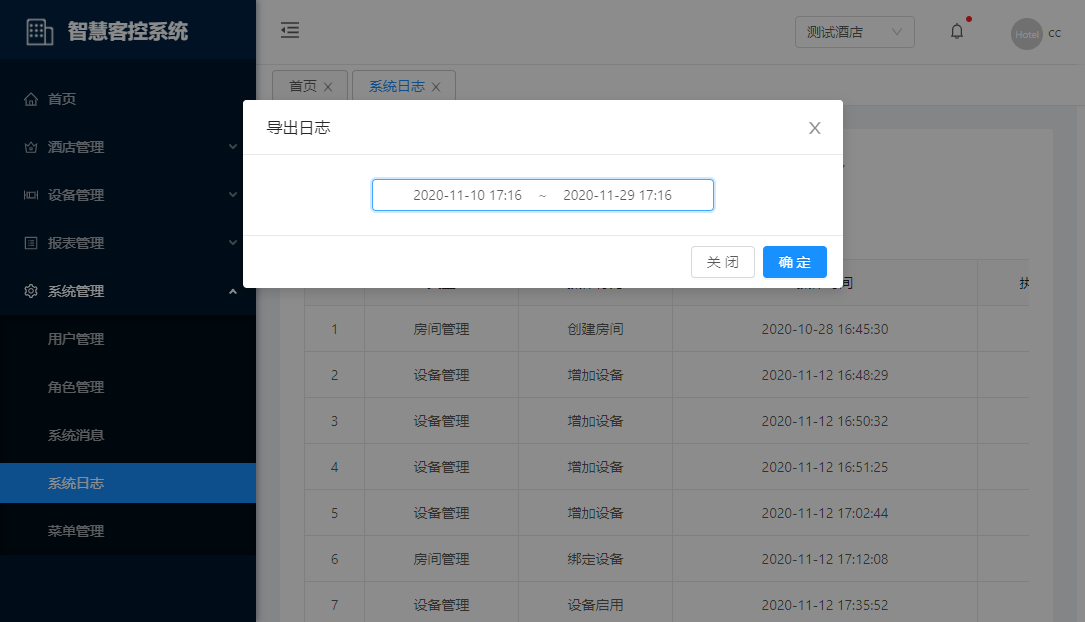 智慧客控系统
测试酒店
Hotel
cc
首页
酒店管理
设备管理
报表管理
系统管理
用户管理
角色管理
系统消息
系统日志
菜单管理
首页 系统日志
导出日志
2020-11-10 17:16 ~ 2020-11-29 17:16
关 闭 确 定
1 房间管理 创建房间 2020-10-28 16:45:30
2 设备管理 增加设备 2020-11-12 16:48:29
3 设备管理 增加设备 2020-11-12 16:50:32
4 设备管理 增加设备 2020-11-12 16:51:25
5 设备管理 增加设备 2020-11-12 17:02:44
6 房间管理 绑定设备 2020-11-12 17:12:08
7 设备管理 设备启用 2020-11-12 17:35:52